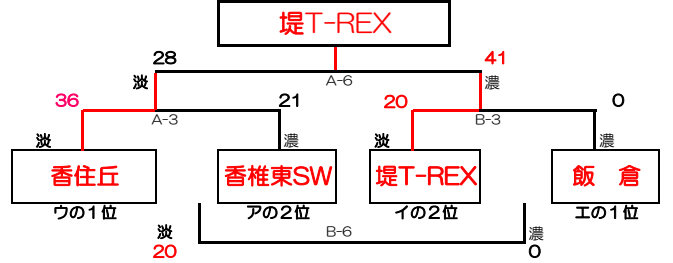 堤T-REX
28 41
淡 A-6 濃
36 21 20 0
A-3 B-3
淡 濃 淡 濃
香住丘 香椎東SW 堤T-REX 飯 倉
ウの1位 アの2位 イの2位 エの1位
淡 B-6 濃
20 0